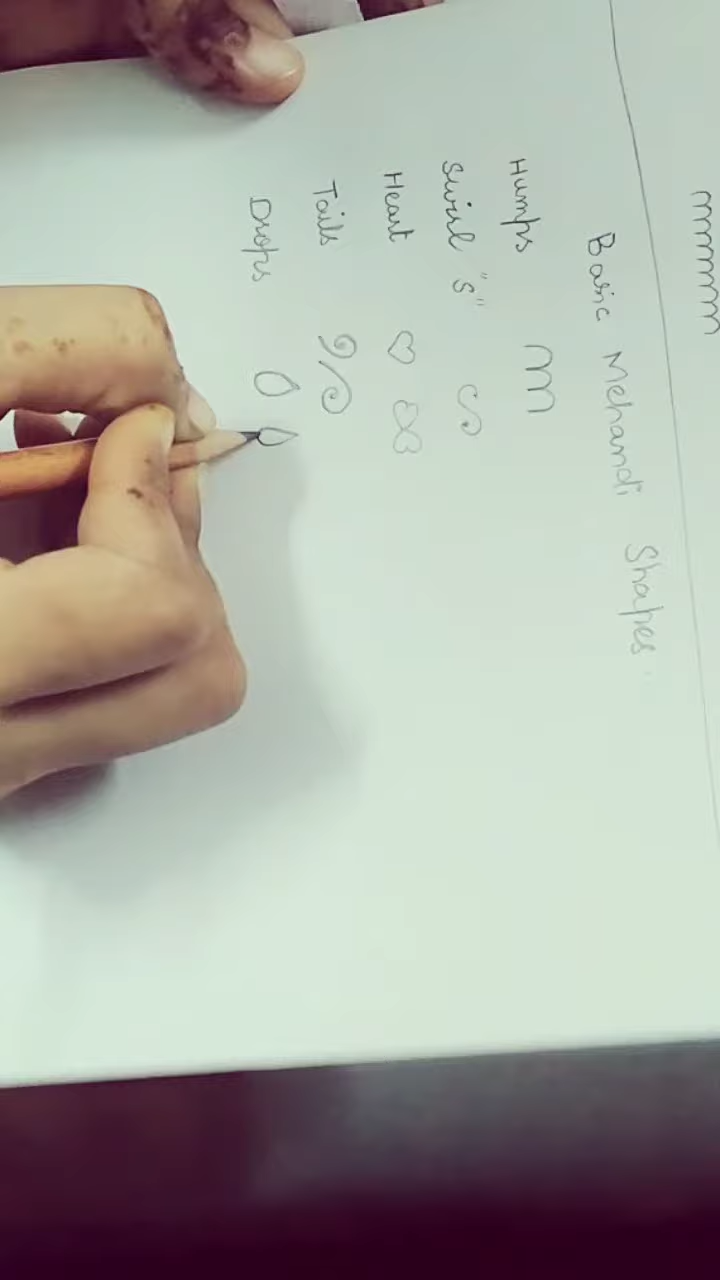 Basic Mehandi Shapes.
Humps
Swirl "S"
Heart
Tails
Drops